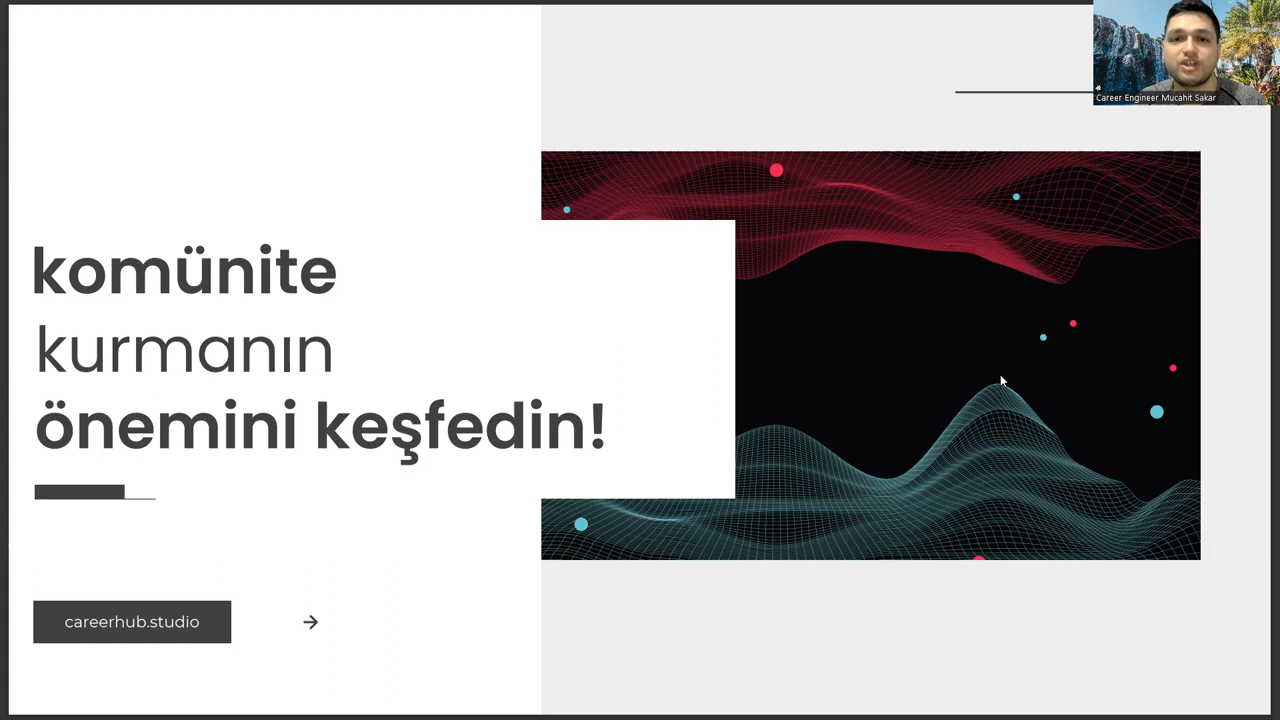 Career Engineer Mucahit Sakar
komünite
kurmanın
önemini keşfedin!
careerhub.studio